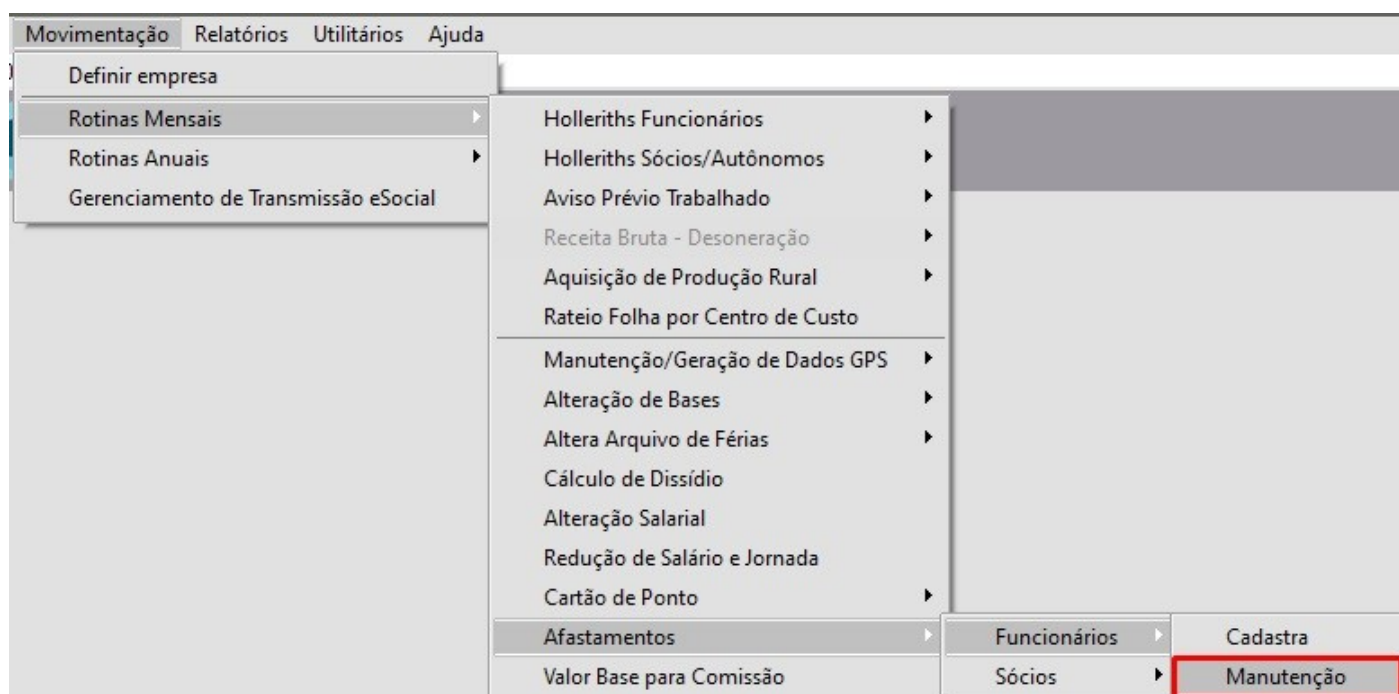 Movimentação Relatórios Utilitários Ajuda
Definir empresa
Rotinas Mensais
Rotinas Anuais
Gerenciamento de Transmissão eSocial
Holleriths Funcionários
Holleriths Sócios/Autônomos
Aviso Prévio Trabalhado
Receita Bruta - Desoneração
Aquisição de Produção Rural
Rateio Folha por Centro de Custo
Manutenção/Geração de Dados GPS
Alteração de Bases
Altera Arquivo de Férias
Cálculo de Dissídio
Alteração Salarial
Redução de Salário e Jornada
Cartão de Ponto
Afastamentos
Valor Base para Comissão
Funcionários
Sócios
Cadastra
Manutenção